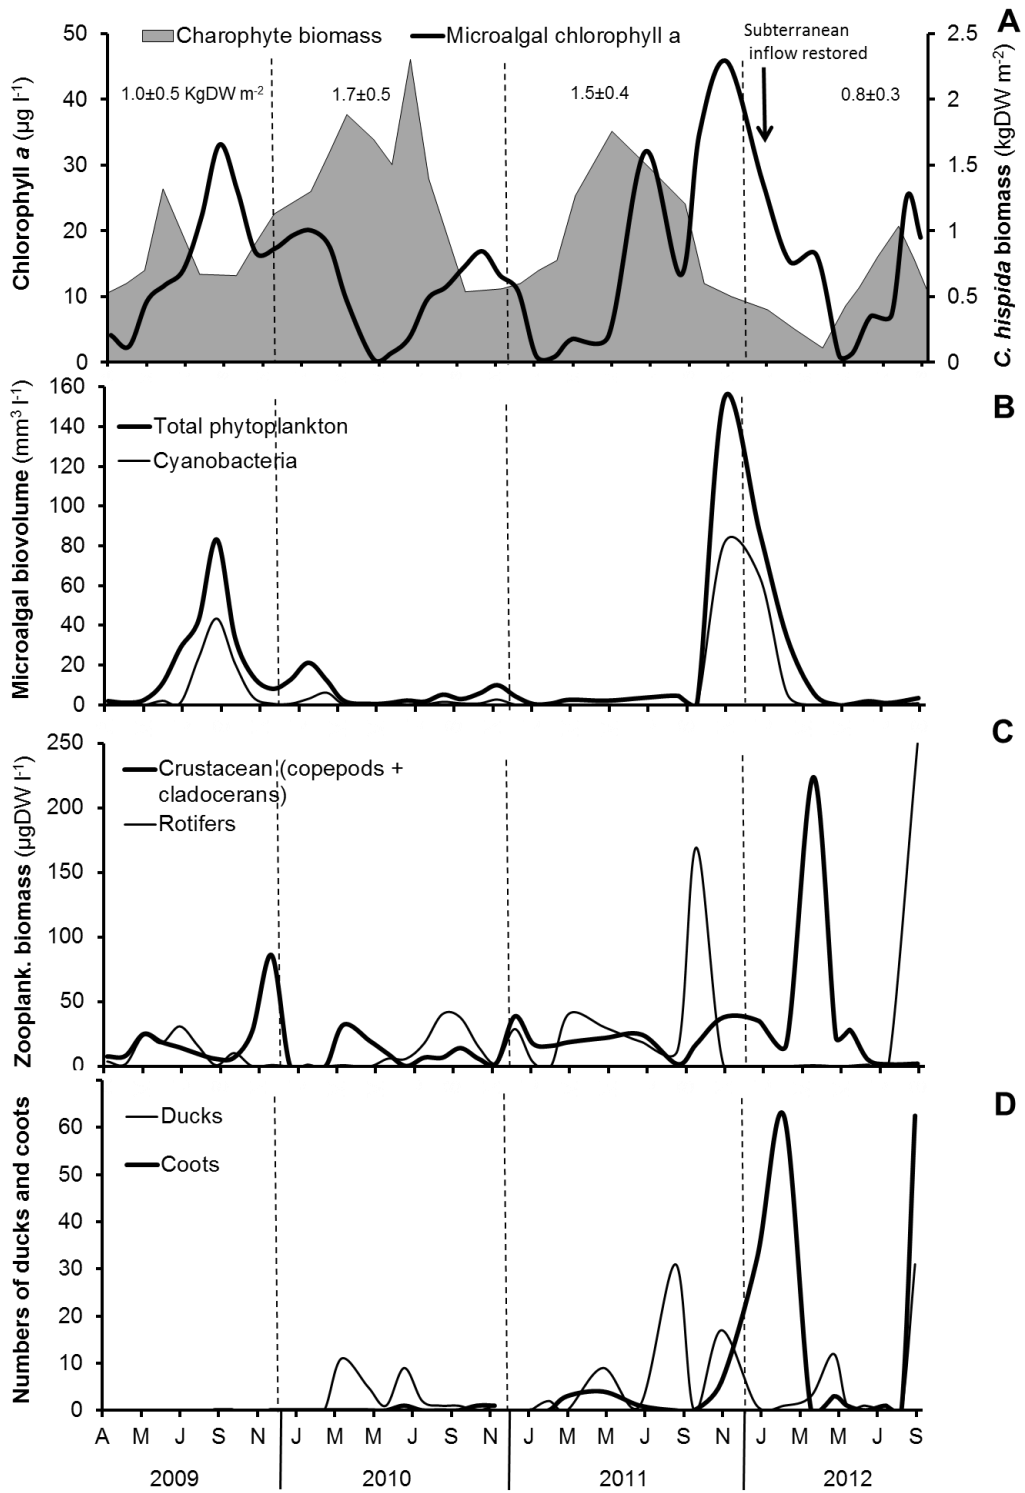 A
Charophyte biomass
Microalgal chlorophyll a
Subterranean
inflow restored
1.0±0.5 KgDW m-2
1.7±0.5
1.5±0.4
0.8±0.3
Chlorophyll a (µg l-1)
50
40
30
20
10
0
2.5
2
1.5
1
0.5
0
C. hispida biomass (kgDW m-2)
B
Total phytoplankton
Cyanobacteria
Microalgal biovolume (mm3 l-1)
160
140
120
100
80
60
40
20
0
C
Crustacean (copepods +
cladocerans)
Rotifers
Zooplank. biomass (µgDW l-1)
250
200
150
100
50
0
D
Ducks
Coots
Numbers of ducks and coots
60
50
40
30
20
10
0
A M J S N J M M J S N J M M J S N J M M J S
2009 2010 2011 2012